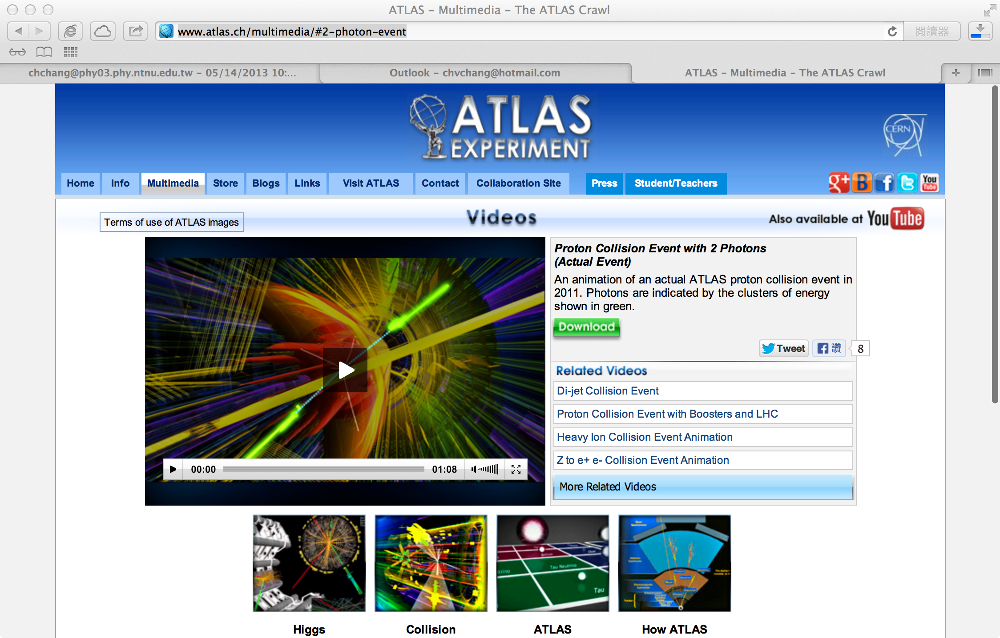 ATLAS – Multimedia – The ATLAS Crawl
www.atlas.ch/multimedia/#2-photon-event
閱讀器
chchang@phy03.phy.ntnu.edu.tw – 05/14/2013 10:...
Outlook – chvchang@hotmail.com
ATLAS – Multimedia – The ATLAS Crawl
ATLAS
EXPERIMENT
CERN
Home
Info
Multimedia
Store
Blogs
Links
Visit ATLAS
Contact
Collaboration Site
Press
Student/Teachers
g+
B
f
t
You
Tube
Terms of use of ATLAS images
Videos
Also available at YouTube
Proton Collision Event with 2 Photons
(Actual Event)
An animation of an actual ATLAS proton collision event in
2011. Photons are indicated by the clusters of energy
shown in green.
Download
Tweet
讚
8
Related Videos
Di-jet Collision Event
Proton Collision Event with Boosters and LHC
Heavy Ion Collision Event Animation
Z to e+ e- Collision Event Animation
More Related Videos
00:00
01:08
Tau Neutrino
Tau
Higgs
Collision
ATLAS
How ATLAS